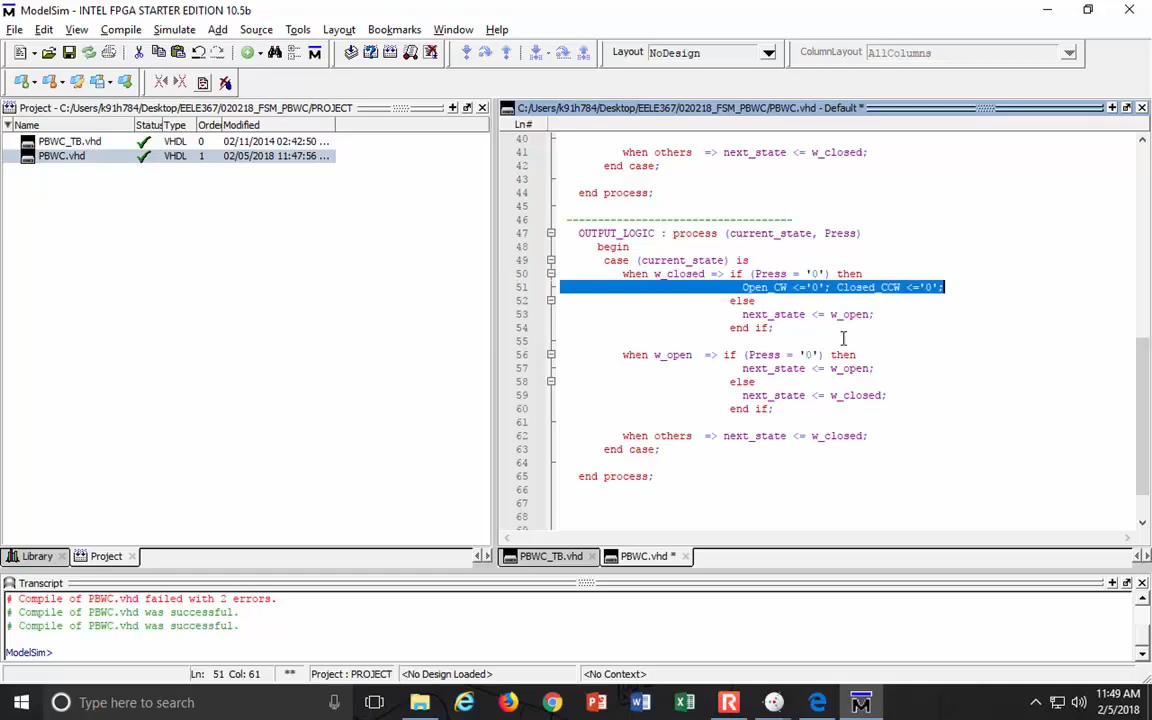 ModelSim - INTEL FPGA STARTER EDITION 10.5b
File Edit View Compile Simulate Add Source Tools Layout Bookmarks Window Help
Layout NoDesign ColumnLayout AllColumns
Project - C:/Users/k91h784/Desktop/EELE367/020218_FSM_PBWC/PROJECT
Name Status Type Order Modified
PBWC_TB.vhd VHDL 0 02/11/2014 02:42:50 ...
PBWC.vhd VHDL 1 02/05/2018 11:47:56 ...
C:/Users/k91h784/Desktop/EELE367/020218_FSM_PBWC/PBWC.vhd - Default *
Ln#
40
41 when others => next_state <= w_closed;
42 end case;
43
44 end process;
45
46 -----------------------------------
47 OUTPUT_LOGIC : process (current_state, Press)
48 begin
49 case (current_state) is
50 when w_closed => if (Press = '0') then
51 Open_CW <='0'; Closed_CCW <='0';
52 else
53 next_state <= w_open;
54 end if;
55
56 when w_open => if (Press = '0') then
57 next_state <= w_open;
58 else
59 next_state <= w_closed;
60 end if;
61
62 when others => next_state <= w_closed;
63 end case;
64
65 end process;
66
67
68
Library Project
PBWC_TB.vhd PBWC.vhd *
Transcript
# Compile of PBWC.vhd failed with 2 errors.
# Compile of PBWC.vhd was successful.
# Compile of PBWC.vhd was successful.
ModelSim>
Ln: 51 Col: 61 ** Project : PROJECT <No Design Loaded> <No Context>
Type here to search
11:49 AM
2/5/2018